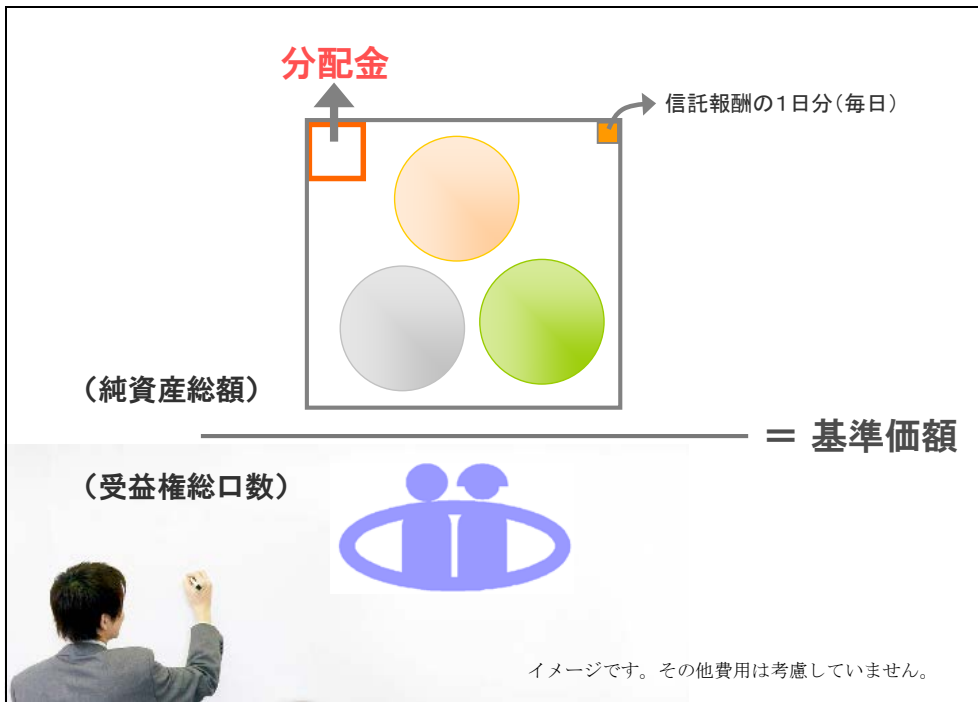 分配金
信託報酬の1日分(毎日)
(純資産総額)
= 基準価額
(受益権総口数)
イメージです。その他費用は考慮していません。